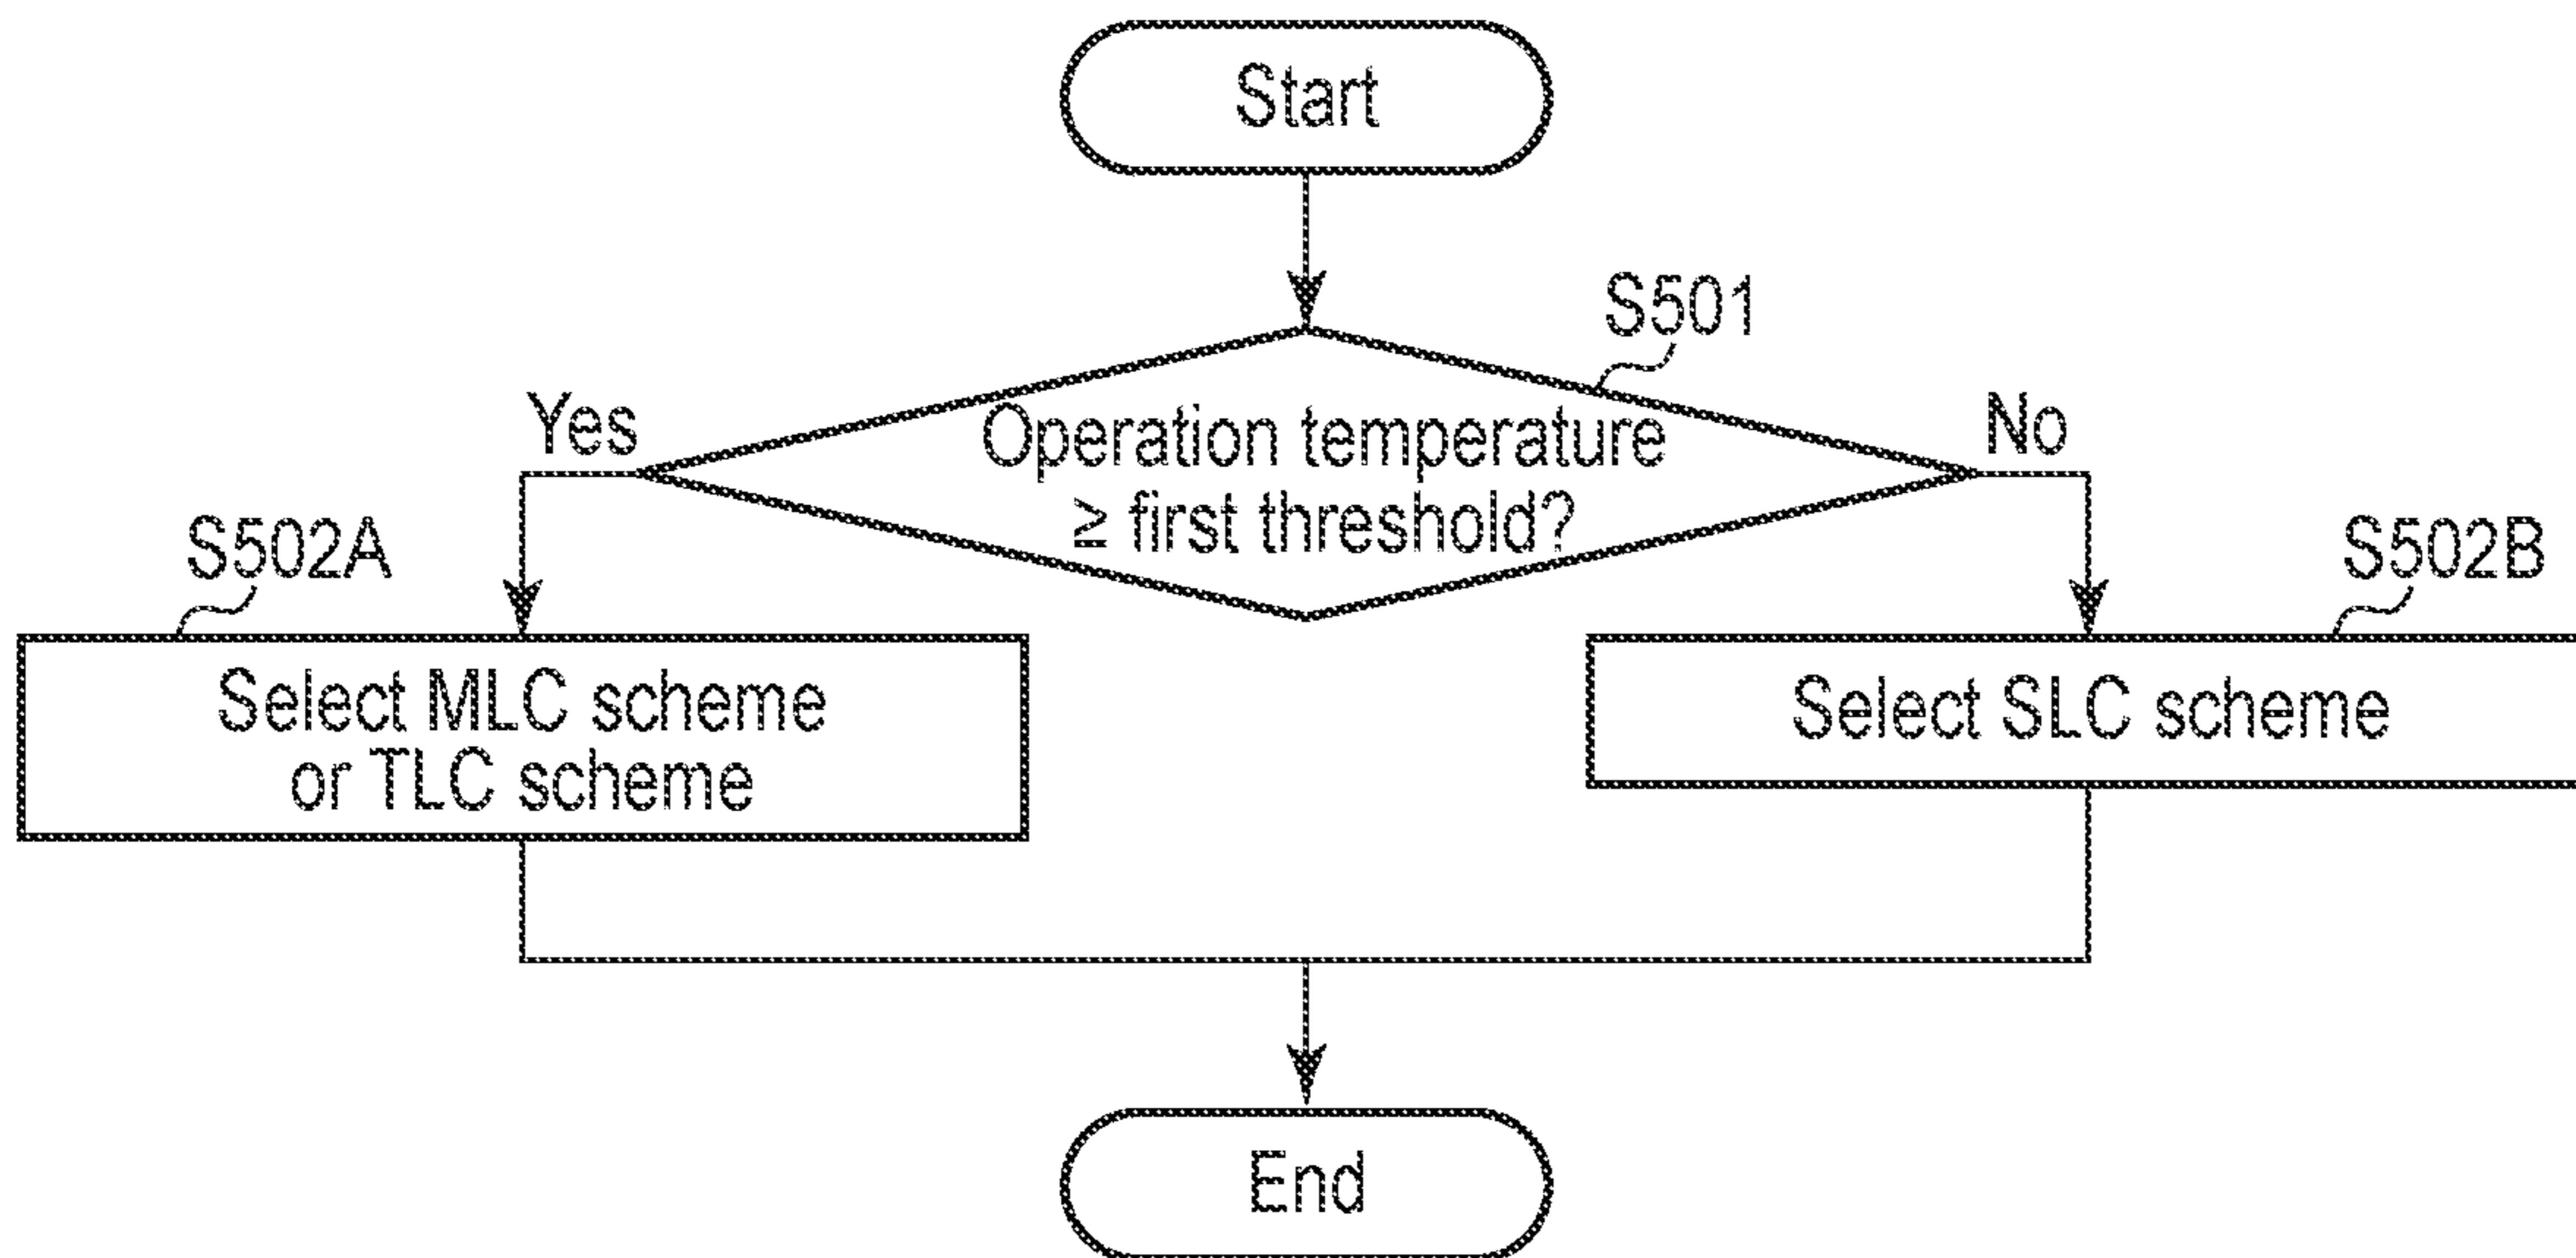 Start
S501
Yes
No
Operation temperature
≥ first threshold?
S502A
S502B
Select MLC scheme
or TLC scheme
Select SLC scheme
End